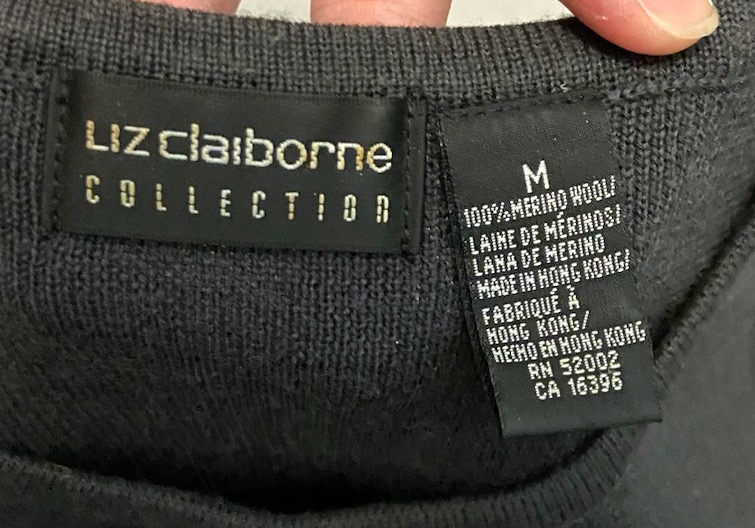 Liz claiborne
COLLECTION
M
100% MERINO WOOL/
LAINE DE MÉRINOS/
LANA DE MERINO
MADE IN HONG KONG/
FABRIQUÉ À
HONG KONG/
HECHO EN HONG KONG
RN 52002
CA 16396